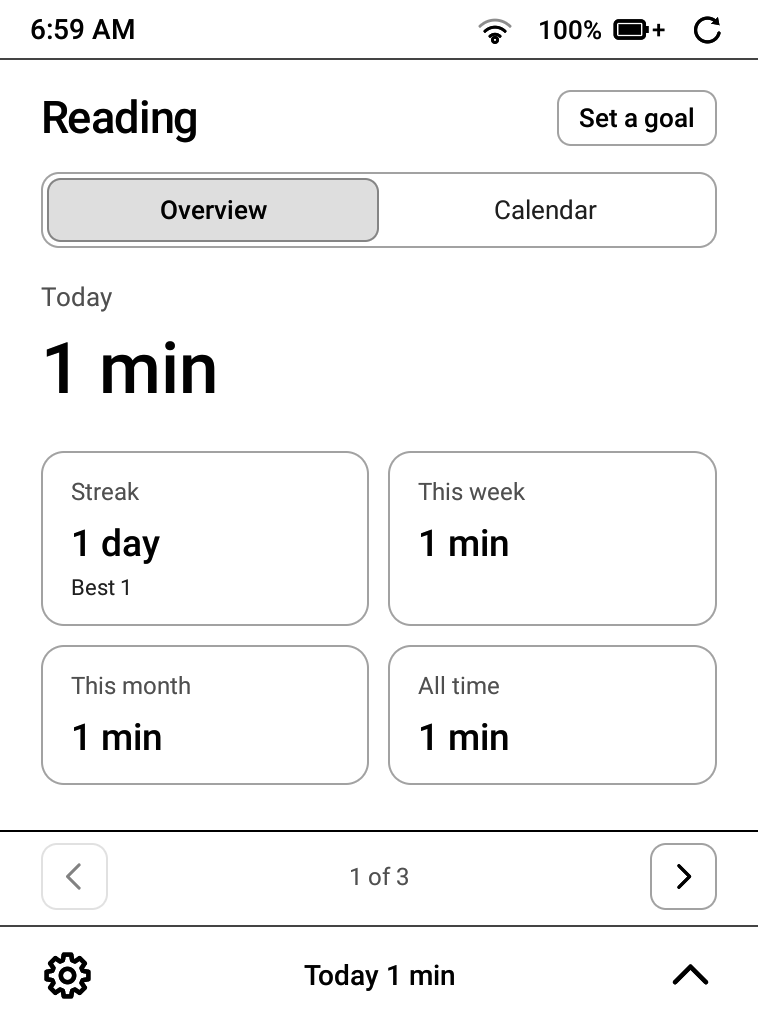 6:59 AM 100% +
Reading Set a goal
Overview Calendar
Today
1 min
Streak This week
1 day 1 min
Best 1
This month All time
1 min 1 min
1 of 3
Today 1 min